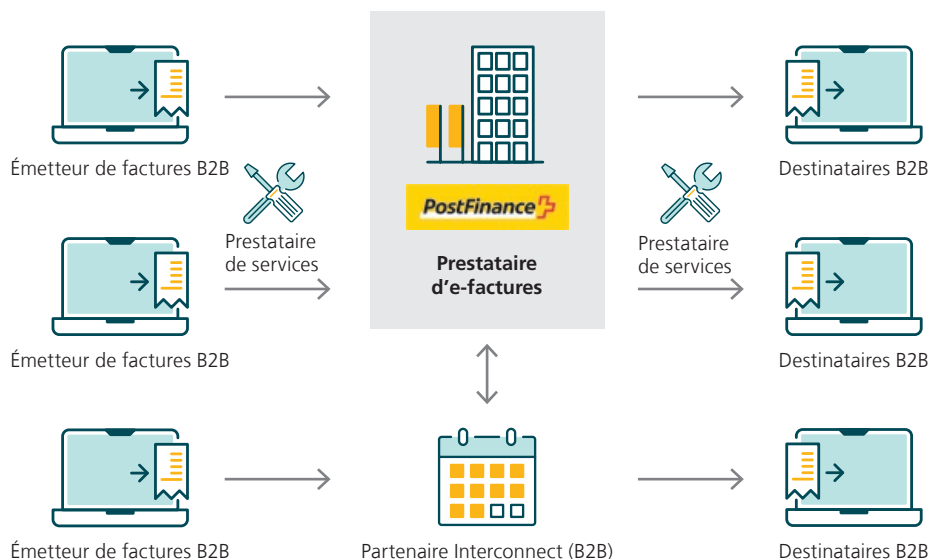 Émetteur de factures B2B
Destinataires B2B
PostFinance
Prestataire
de services
Prestataire
d'e-factures
Prestataire
de services
Émetteur de factures B2B
Destinataires B2B
Émetteur de factures B2B
Partenaire Interconnect (B2B)
Destinataires B2B